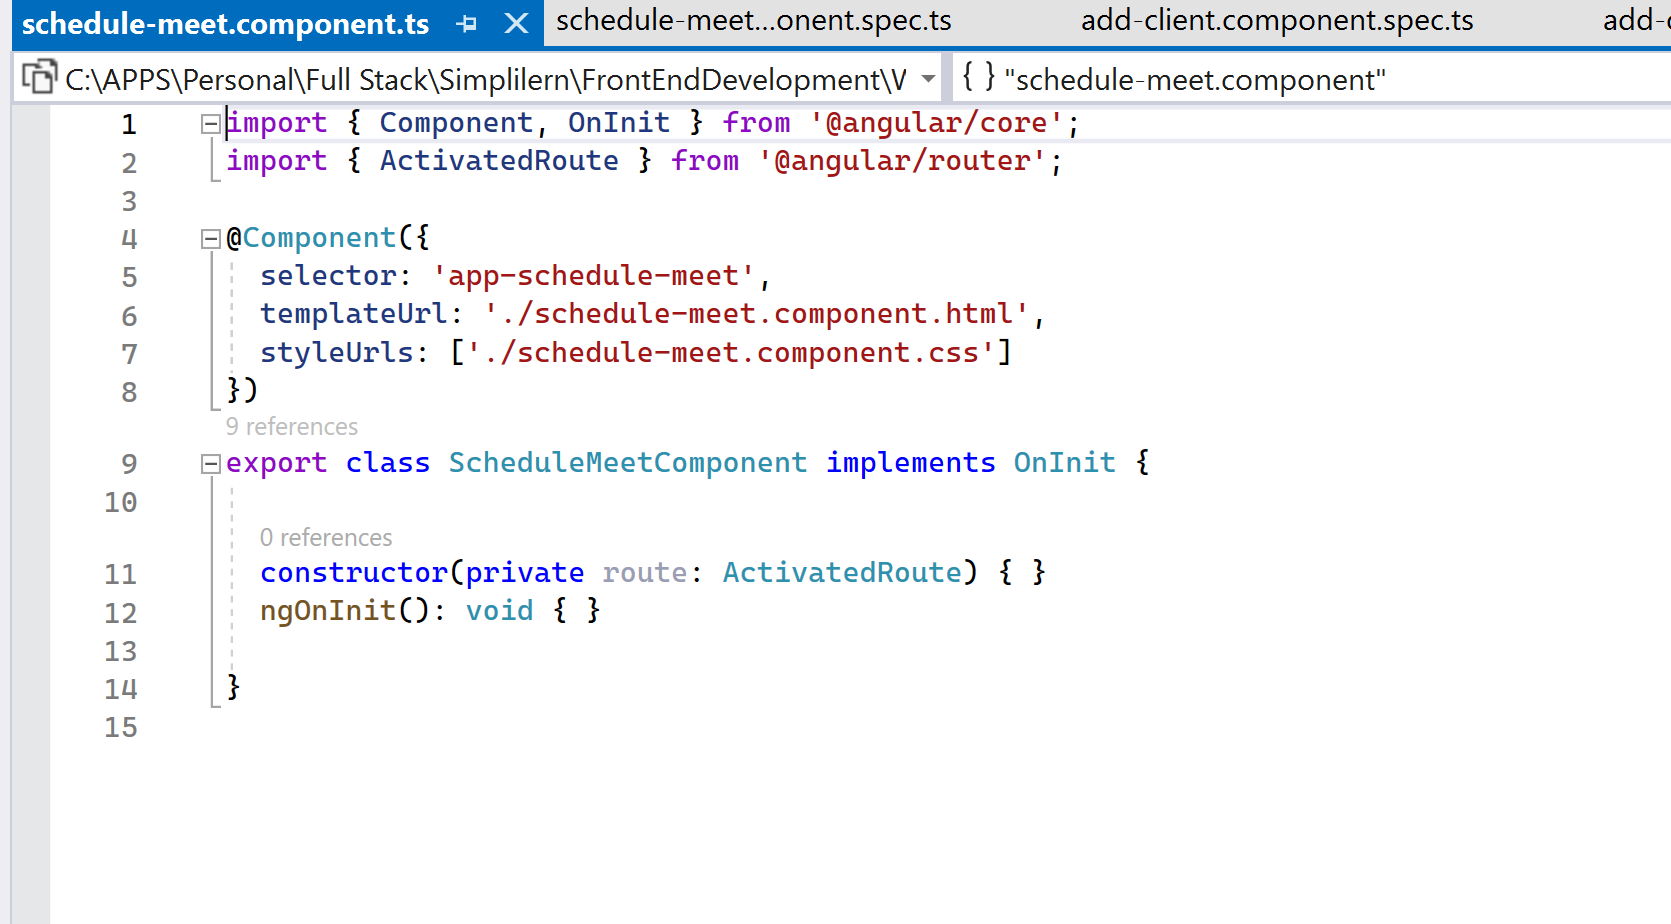 schedule-meet.component.ts
schedule-meet...onent.spec.ts
add-client.component.spec.ts
C:\APPS\Personal\Full Stack\Simplilern\FrontEndDevelopment\
{ } "schedule-meet.component"
1 import { Component, OnInit } from '@angular/core';
2 import { ActivatedRoute } from '@angular/router';
3
4 @Component({
5   selector: 'app-schedule-meet',
6   templateUrl: './schedule-meet.component.html',
7   styleUrls: ['./schedule-meet.component.css']
8 })
9 references
9 export class ScheduleMeetComponent implements OnInit {
10
0 references
11   constructor(private route: ActivatedRoute) { }
12   ngOnInit(): void { }
13
14 }
15